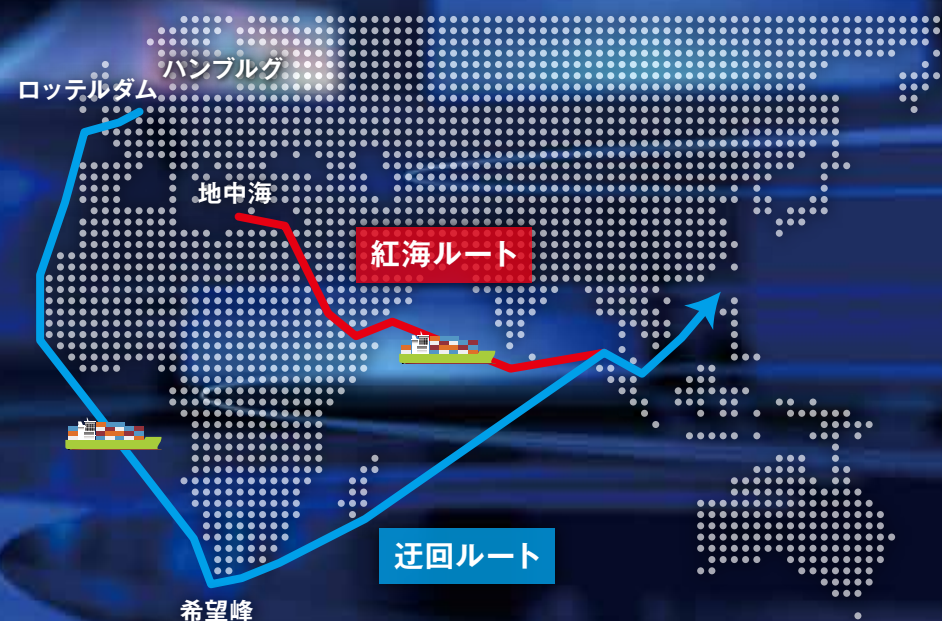 ハンブルグ
ロッテルダム
地中海
紅海ルート
迂回ルート
希望峰